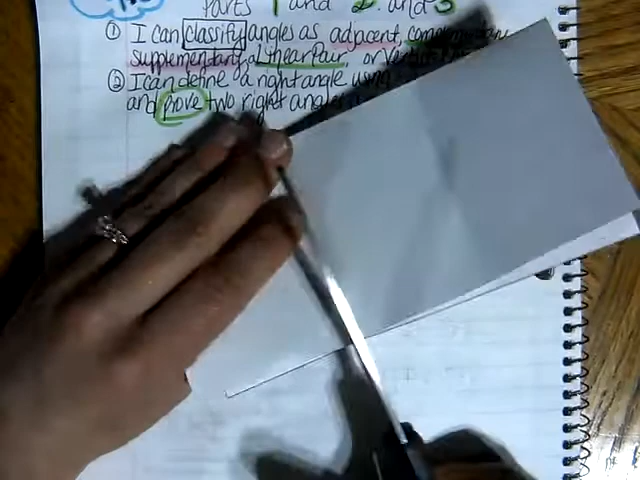 Parts 1 and 2 and 3
① I can classify angles as adjacent,
supplementary, a Linear Pair, or
② I can define a right angle using
and prove two right angles